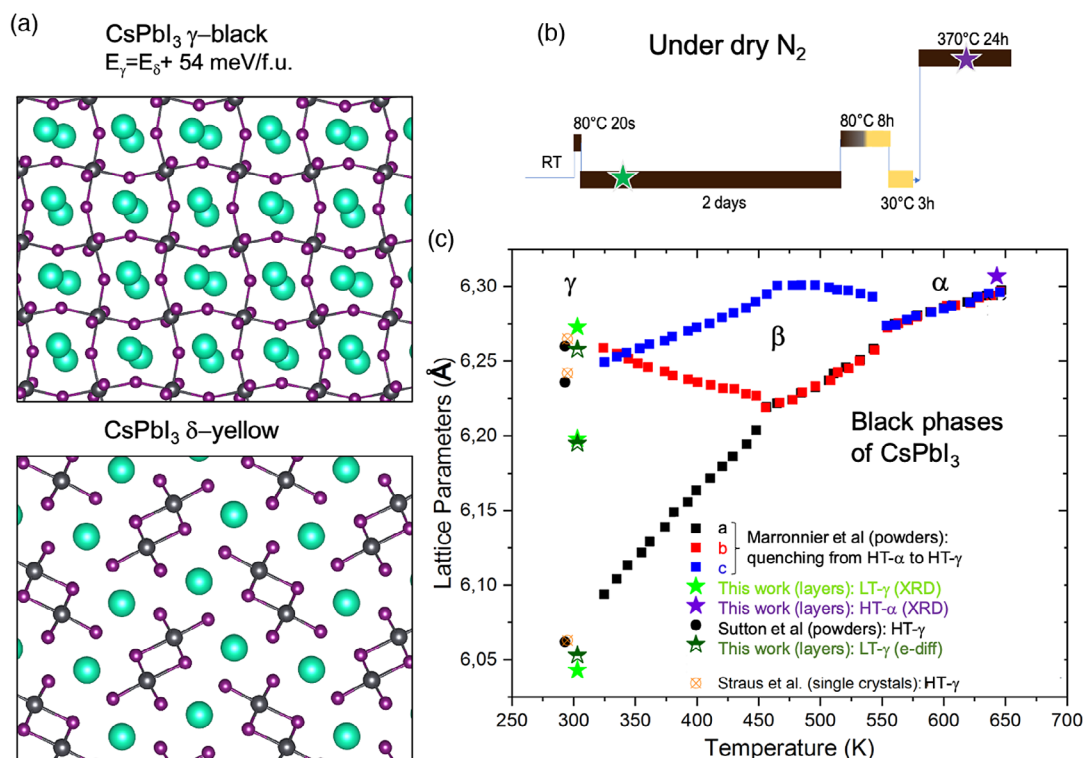 (a)
CsPbI₃ γ–black
Eγ=Eδ+ 54 meV/f.u.
CsPbI₃ δ–yellow
(b)
Under dry N₂
RT
80°C 20s
2 days
80°C 8h
30°C 3h
370°C 24h
(c)
Lattice Parameters (Å)
6,30
6,25
6,20
6,15
6,10
6,05
γ
β
α
Black phases
of CsPbI₃
a
b
c
Marronnier et al (powders):
quenching from HT-α to HT-γ
This work (layers): LT-γ (XRD)
This work (layers): HT-α (XRD)
Sutton et al (powders): HT-γ
This work (layers): LT-γ (e-diff)
Straus et al. (single crystals): HT-γ
250 300 350 400 450 500 550 600 650 700
Temperature (K)